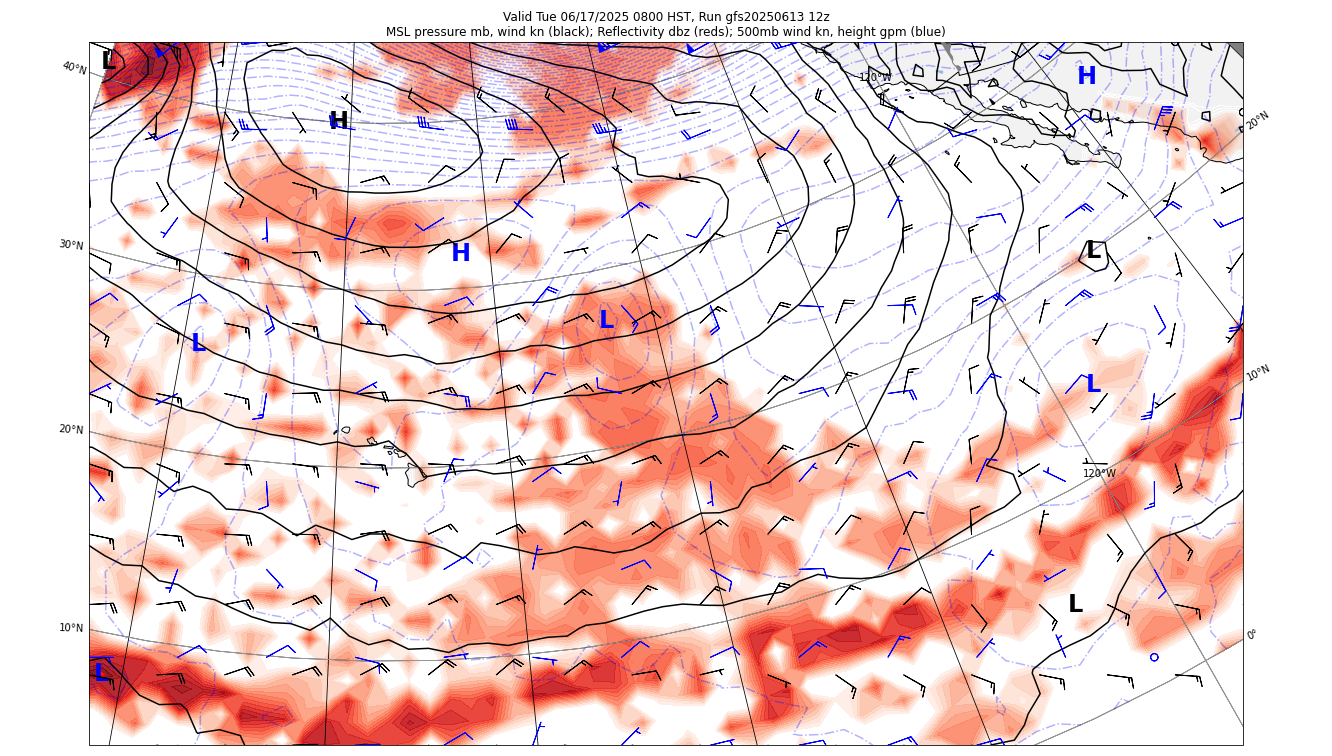 Valid Tue 06/17/2025 0800 HST, Run gfs20250613 12z
MSL pressure mb, wind kn (black); Reflectivity dbz (reds); 500mb wind kn, height gpm (blue)
L
40°N
120°W
H
20°N
H
30°N
H
L
L
L
10°N
L
20°N
120°W
L
10°N
0°
L